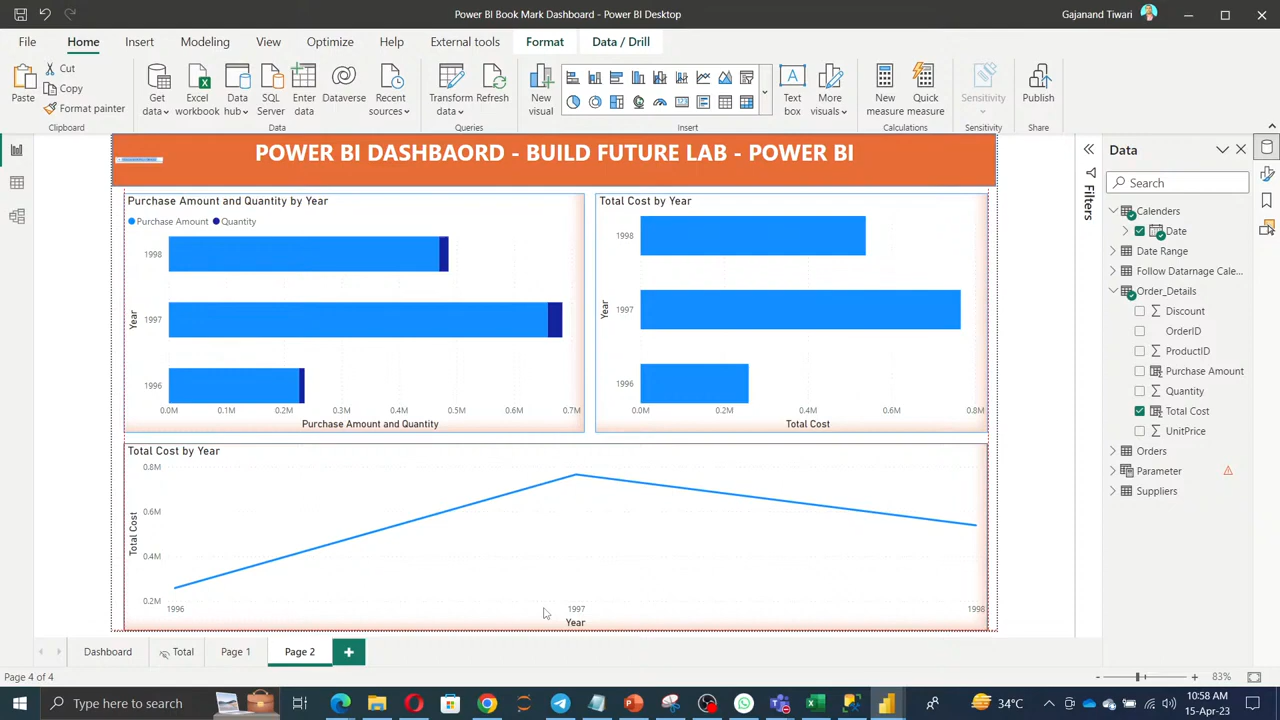 Power BI Book Mark Dashboard - Power BI Desktop
Gajanand Tiwari
File Home Insert Modeling View Optimize Help External tools Format Data / Drill
Paste
Cut
Copy
Format painter
Clipboard
Get data
Excel workbook
Data hub
SQL Server
Enter data
Dataverse
Recent sources
Data
Transform data
Refresh
Queries
New visual
Text box
More visuals
Insert
New measure
Quick measure
Calculations
Sensitivity
Sensitivity
Publish
Share
POWER BI DASHBAORD - BUILD FUTURE LAB - POWER BI
Purchase Amount and Quantity by Year
Purchase Amount Quantity
1998
1997
1996
Year
0.0M 0.1M 0.2M 0.3M 0.4M 0.5M 0.6M 0.7M
Purchase Amount and Quantity
Total Cost by Year
1998
1997
1996
Year
0.0M 0.2M 0.4M 0.6M 0.8M
Total Cost
Total Cost by Year
0.8M
0.6M
0.4M
0.2M
Total Cost
1996 1997 1998
Year
Filters
Data
Search
Calenders
Date
Date Range
Follow Datarnage Cale...
Order_Details
Discount
OrderID
ProductID
Purchase Amount
Quantity
Total Cost
UnitPrice
Orders
Parameter
Suppliers
Dashboard Total Page 1 Page 2
Page 4 of 4
83%
Type here to search
34°C
10:58 AM
15-Apr-23